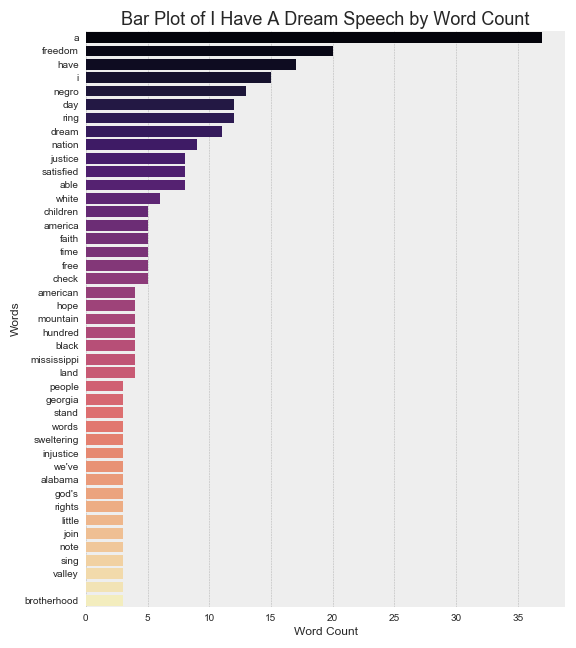 Bar Plot of I Have A Dream Speech by Word Count
Words
a
freedom
have
i
negro
day
ring
dream
nation
justice
satisfied
able
white
children
america
faith
time
free
check
american
hope
mountain
hundred
black
mississippi
land
people
georgia
stand
words
sweltering
injustice
we've
alabama
god's
rights
little
join
note
sing
valley
brotherhood
0 5 10 15 20 25 30 35
Word Count